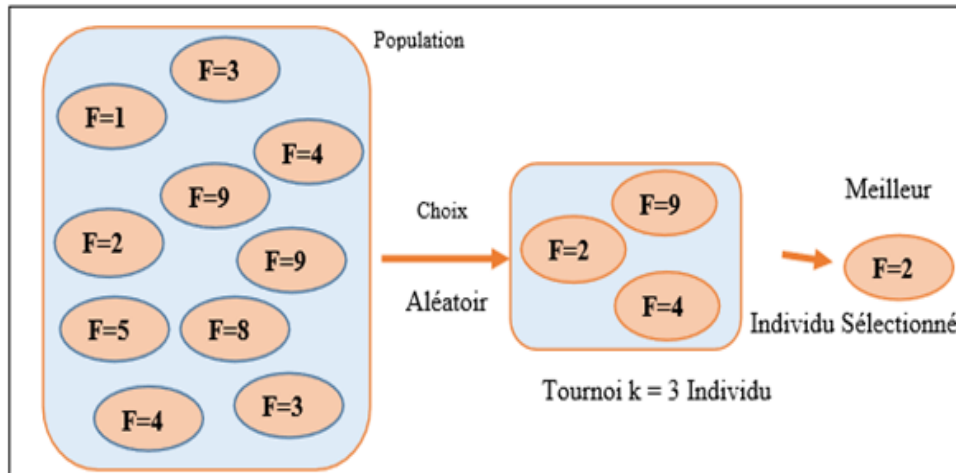 Population
F=3
F=1
F=4
F=9
F=2
F=9
F=5
F=8
F=4
F=3
Choix
Aléatoir
F=9
F=2
F=4
Tournoi k = 3 Individu
Meilleur
F=2
Individu Sélectionné